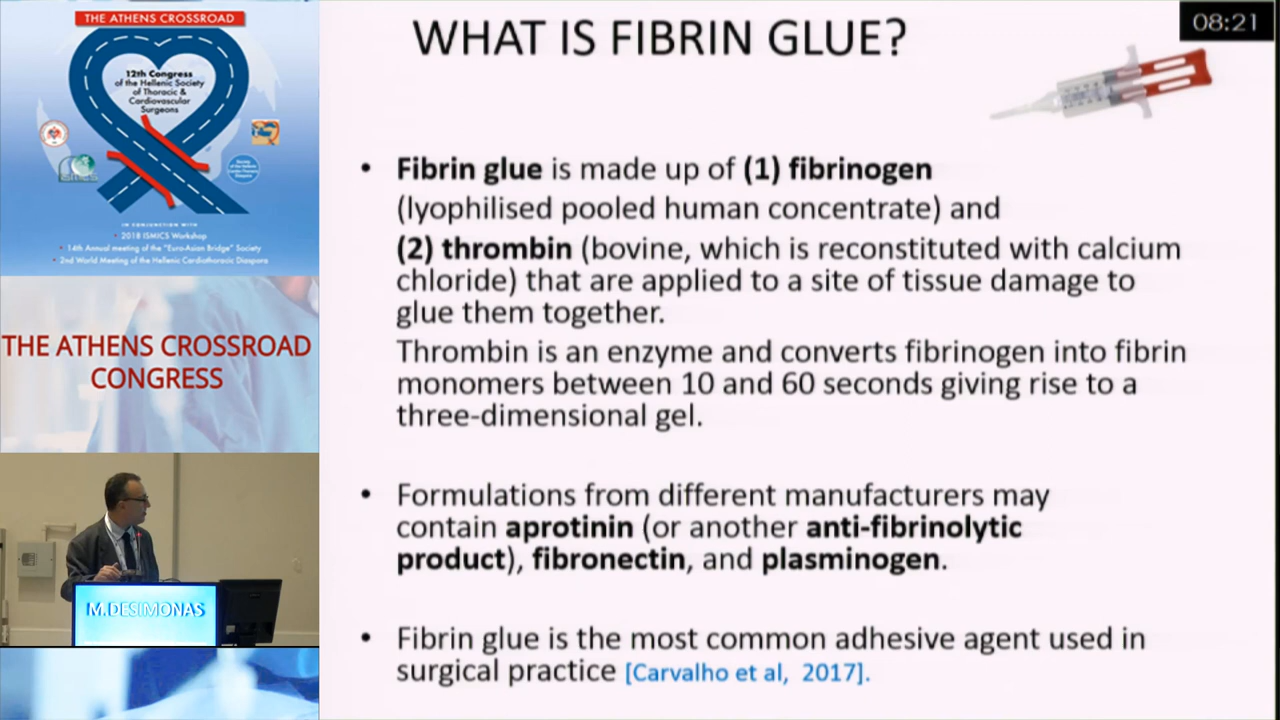 THE ATHENS CROSSROAD
12th Congress
of the Hellenic Society
of Thoracic &
Cardiovascular
Surgeons
IN CONJUNCTION WITH
• 2018 ISMICS Workshop
• 14th Annual meeting of the "Euro-Asian Bridge" Society
• 2nd World Meeting of the Hellenic Cardiothoracic Diaspora
THE ATHENS CROSSROAD
CONGRESS
M.DESIMONAS
WHAT IS FIBRIN GLUE?
08:21
• Fibrin glue is made up of (1) fibrinogen
(lyophilised pooled human concentrate) and
(2) thrombin (bovine, which is reconstituted with calcium
chloride) that are applied to a site of tissue damage to
glue them together.
Thrombin is an enzyme and converts fibrinogen into fibrin
monomers between 10 and 60 seconds giving rise to a
three-dimensional gel.
• Formulations from different manufacturers may
contain aprotinin (or another anti-fibrinolytic
product), fibronectin, and plasminogen.
• Fibrin glue is the most common adhesive agent used in
surgical practice [Carvalho et al, 2017].